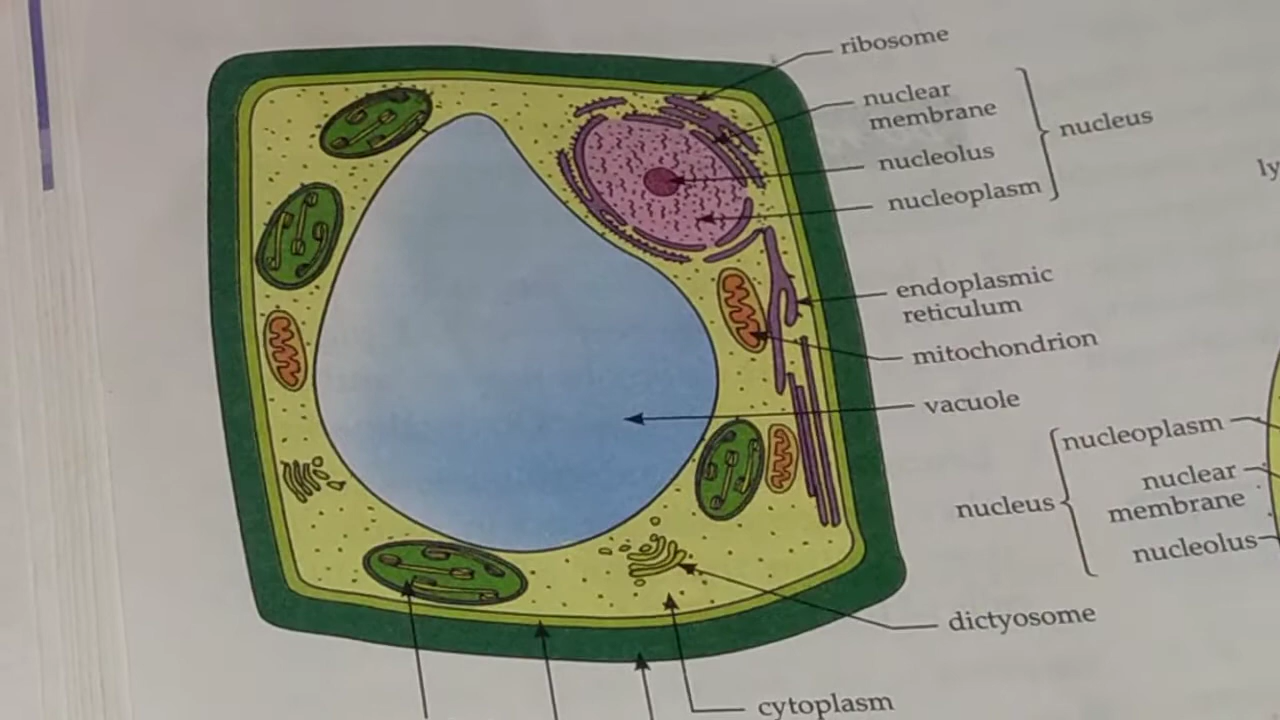 ribosome
nuclear
membrane
nucleolus
nucleoplasm
nucleus
endoplasmic
reticulum
mitochondrion
vacuole
nucleoplasm
nuclear
membrane
nucleolus
nucleus
dictyosome
cytoplasm